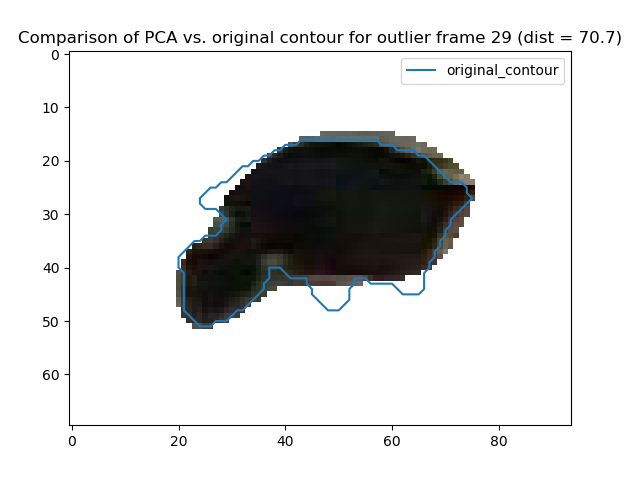 Comparison of PCA vs. original contour for outlier frame 29 (dist = 70.7)
original_contour
0
10
20
30
40
50
60
0 20 40 60 80